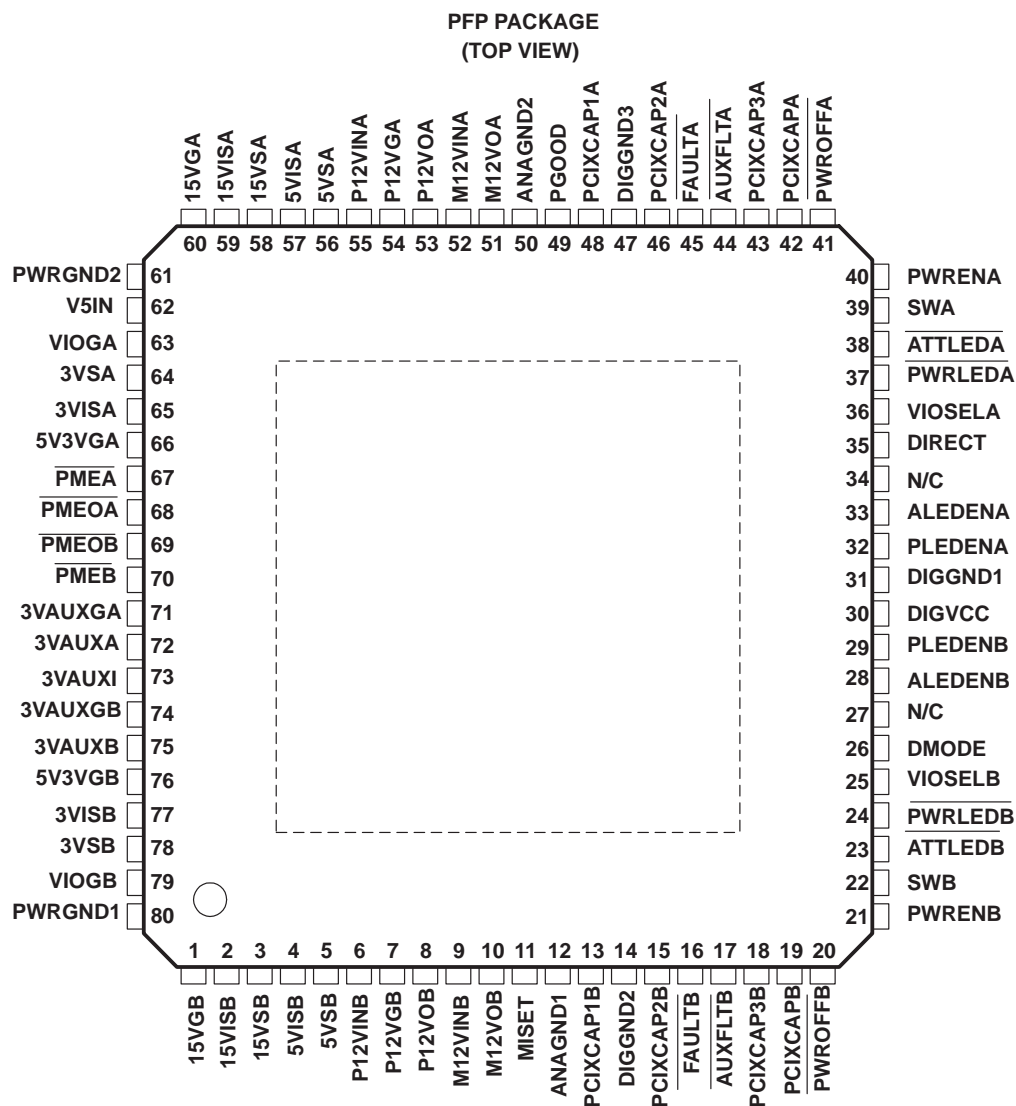 PFP PACKAGE
(TOP VIEW)
15VGA
15VISA
15VSA
5VISA
5VSA
P12VINA
P12VGA
P12VOA
M12VINA
M12VOA
ANAGND2
PGOOD
PCIXCAP1A
DIGGND3
PCIXCAP2A
FAULTA
AUXFLTA
PCIXCAP3A
PCIXCAPA
PWROFFA
60 59 58 57 56 55 54 53 52 51 50 49 48 47 46 45 44 43 42 41
PWRGND2 61
V5IN 62
VIOGA 63
3VSA 64
3VISA 65
5V3VGA 66
PMEA 67
PMEOA 68
PMEOB 69
PMEB 70
3VAUXGA 71
3VAUXA 72
3VAUXI 73
3VAUXGB 74
3VAUXB 75
5V3VGB 76
3VISB 77
3VSB 78
VIOGB 79
PWRGND1 80
40 PWRENA
39 SWA
38 ATTLEDA
37 PWRLEDA
36 VIOSELA
35 DIRECT
34 N/C
33 ALEDENA
32 PLEDENA
31 DIGGND1
30 DIGVCC
29 PLEDENB
28 ALEDENB
27 N/C
26 DMODE
25 VIOSELB
24 PWRLEDB
23 ATTLEDB
22 SWB
21 PWRENB
1 2 3 4 5 6 7 8 9 10 11 12 13 14 15 16 17 18 19 20
15VGB
15VISB
15VSB
5VISB
5VSB
P12VINB
P12VGB
P12VOB
M12VINB
M12VOB
MISET
ANAGND1
PCIXCAP1B
DIGGND2
PCIXCAP2B
FAULTB
AUXFLTB
PCIXCAP3B
PCIXCAPB
PWROFFB